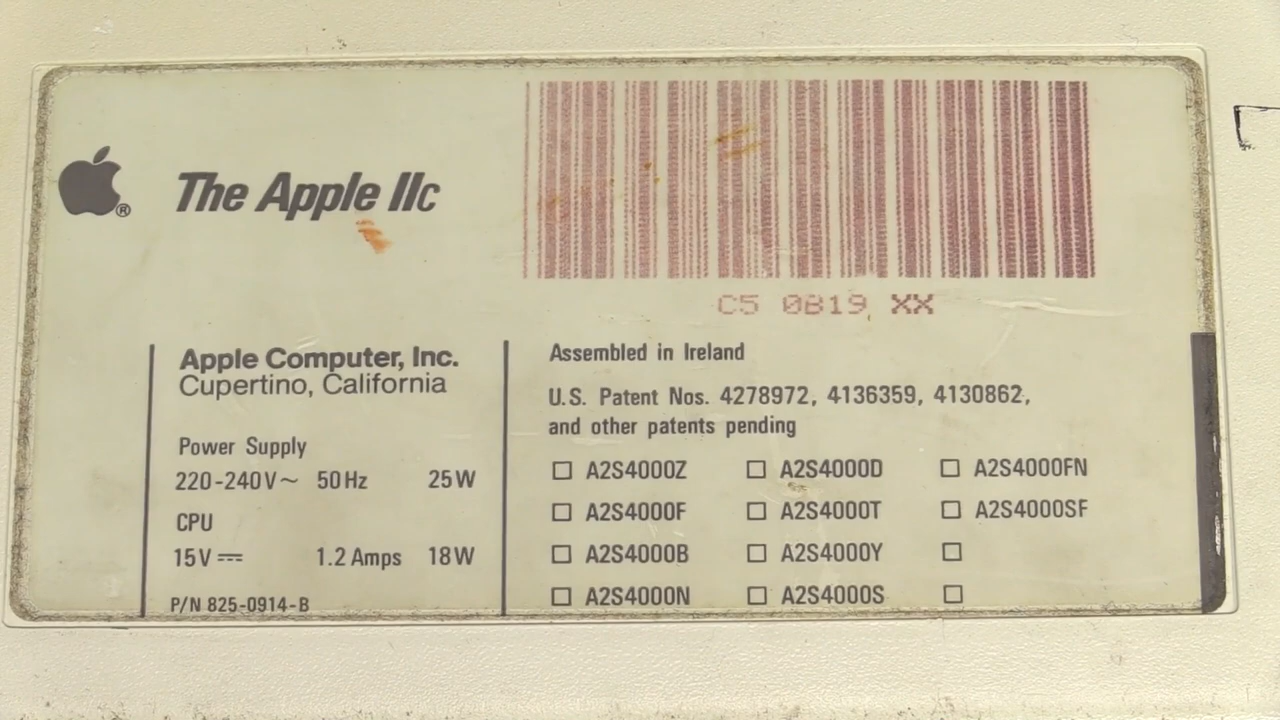 The Apple IIc
®
C5 0819 XX
Apple Computer, Inc.
Cupertino, California
Power Supply
220-240V~ 50Hz 25W
CPU
15V⎓ 1.2 Amps 18W
P/N 825-0914-B
Assembled in Ireland
U.S. Patent Nos. 4278972, 4136359, 4130862,
and other patents pending
☐ A2S4000Z ☐ A2S4000D ☐ A2S4000FN
☐ A2S4000F ☐ A2S4000T ☐ A2S4000SF
☐ A2S4000B ☐ A2S4000Y ☐
☐ A2S4000N ☐ A2S4000S ☐